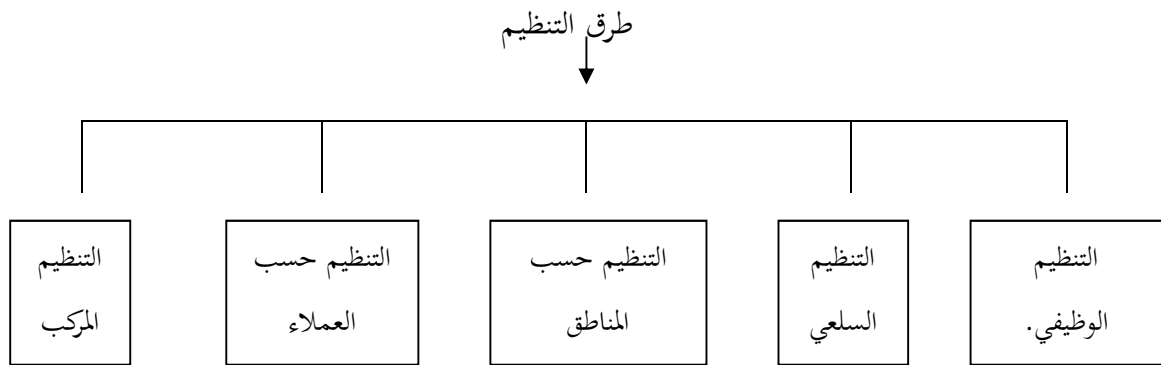 طرق التنظيم
التنظيم
الوظيفي.
التنظيم
السلعي
التنظيم حسب
المناطق
التنظيم حسب
العملاء
التنظيم
المركب